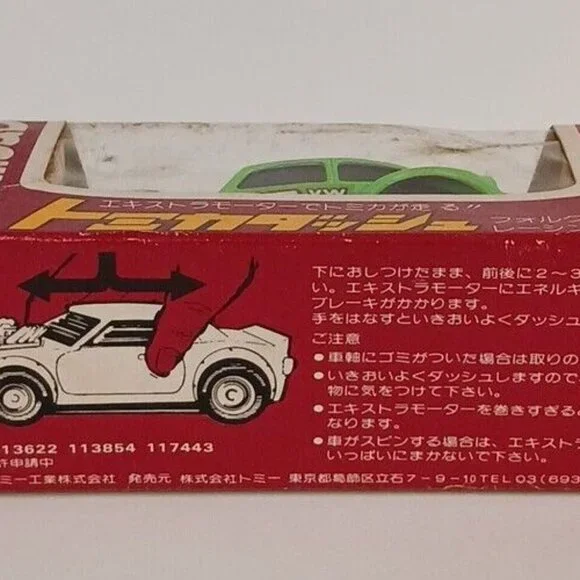 VW
エキストラモーターでトミカが走る!!
トミカダッシュ
フォルク
レーシン
下におしつけたまま、前後に2〜3
い。エキストラモーターにエネルギ
ブレーキがかかります。
手をはなすといきおいよくダッシュ
ご注意
●車軸にゴミがついた場合は取りの
●いきおいよくダッシュしますので
物に気をつけて下さい。
●エキストラモーターを巻きすぎる
なります。
●車がスピンする場合は、エキスト
いっぱいにまかないで下さい。
13622 113854 117443
許申請中
ミー工業株式会社 発売元 株式会社トミー 東京都葛飾区立石7-9-10TEL03(693